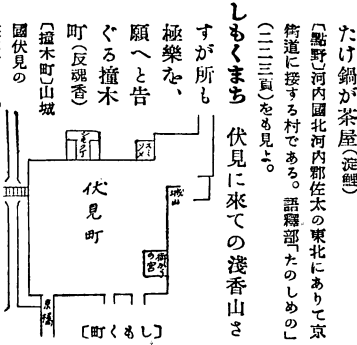 たけ鍋が茶屋(淀鯉)
〔點野〕河内國北河内郡佐太の東北にありて京
街道に接する村である。語釋部「たのしめの」
(二二三頁)をも見よ。
しもくまち 伏見に來ての淺香山さ
すが所も
極樂を、
願へと告
ぐる撞木
町(反魂香)
〔撞木町〕山城
國伏見の
伏見町
城山
御かうの宮
京橋
〔しもく町〕